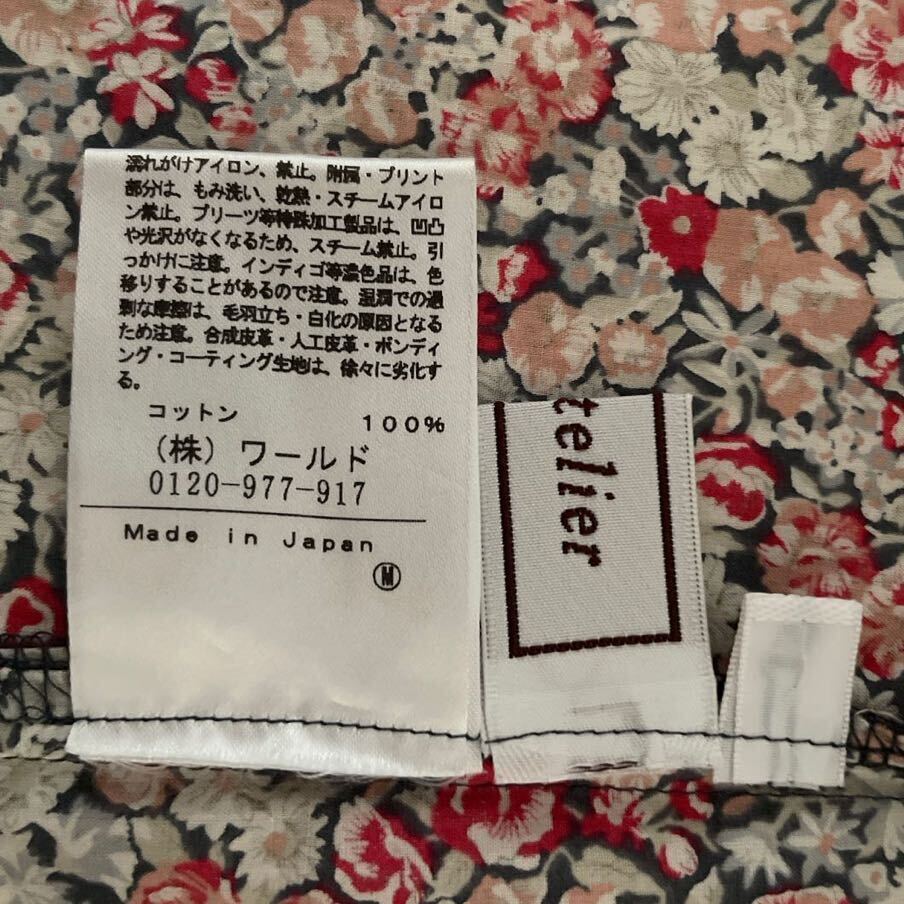 濡れがけアイロン、禁止。附属・プリント
部分は、もみ洗い、乾熱・スチームアイロ
ン禁止。プリーツ等特殊加工製品は、凹凸
や光沢がなくなるため、スチーム禁止。引
っかけに注意。インディゴ等濃色品は、色
移りすることがあるので注意。湿潤での過
剰な摩擦は、毛羽立ち・白化の原因となる
ため注意。合成皮革・人工皮革・ボンディ
ング・コーティング生地は、徐々に劣化す
る。
コットン 100%
(株) ワールド
0120-977-917
Made in Japan
M
telier